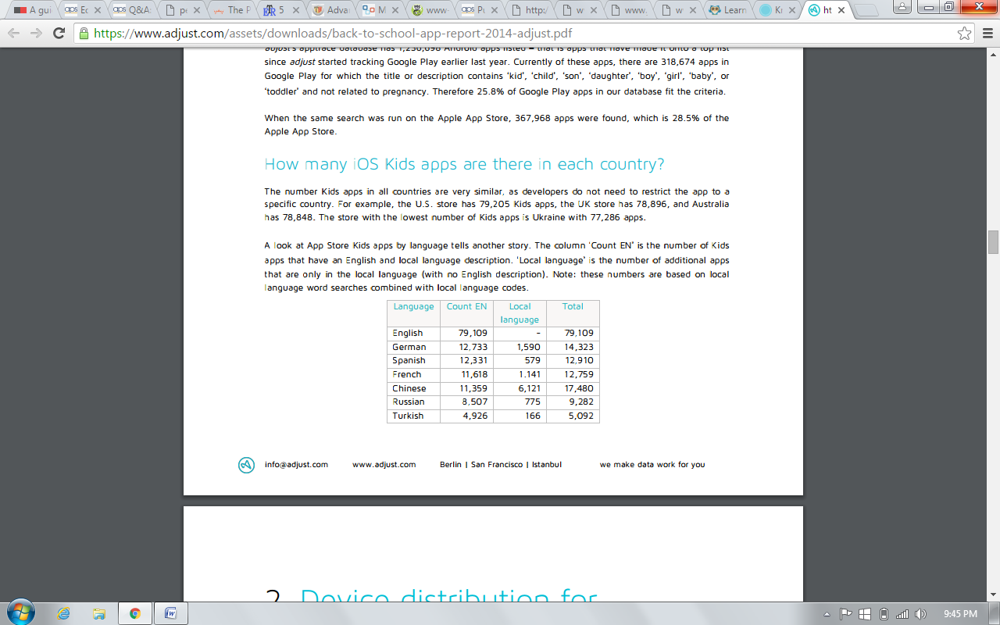 A gui
aps Ec
aps Q&A:
pe
The P
5
Adva
M
www
aps Pu
http:/
w
www.
w
Learn
Ki
ht
https://www.adjust.com/assets/downloads/back-to-school-app-report-2014-adjust.pdf
adjust's apptrace database has 1,236,698 Android apps listed – that is apps that have made it onto a top list
since adjust started tracking Google Play earlier last year. Currently of these apps, there are 318,674 apps in
Google Play for which the title or description contains 'kid', 'child', 'son', 'daughter', 'boy', 'girl', 'baby', or
'toddler' and not related to pregnancy. Therefore 25.8% of Google Play apps in our database fit the criteria.
When the same search was run on the Apple App Store, 367,968 apps were found, which is 28.5% of the
Apple App Store.
How many iOS Kids apps are there in each country?
The number Kids apps in all countries are very similar, as developers do not need to restrict the app to a
specific country. For example, the U.S. store has 79,205 Kids apps, the UK store has 78,896, and Australia
has 78,848. The store with the lowest number of Kids apps is Ukraine with 77,286 apps.
A look at App Store Kids apps by language tells another story. The column 'Count EN' is the number of Kids
apps that have an English and local language description. 'Local language' is the number of additional apps
that are only in the local language (with no English description). Note: these numbers are based on local
language word searches combined with local language codes.
Language Count EN Local Total
language
English 79,109 - 79,109
German 12,733 1,590 14,323
Spanish 12,331 579 12,910
French 11,618 1.141 12,759
Chinese 11,359 6,121 17,480
Russian 8,507 775 9,282
Turkish 4,926 166 5,092
info@adjust.com www.adjust.com Berlin | San Francisco | Istanbul we make data work for you
2. Device distribution for
9:45 PM